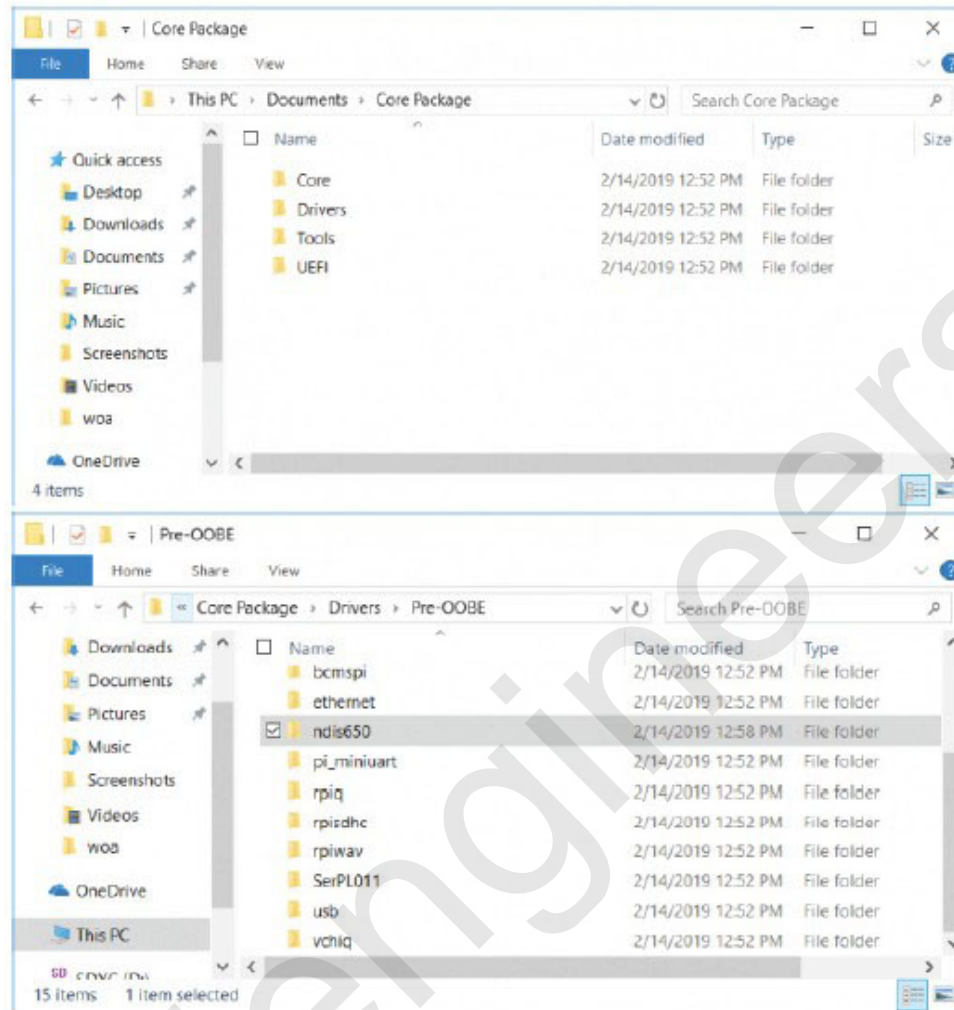 Core Package
File Home Share View
This PC › Documents › Core Package Search Core Package
Name Date modified Type Size
Quick access
Desktop
Downloads
Documents
Pictures
Music
Screenshots
Videos
woa
OneDrive
Core 2/14/2019 12:52 PM File folder
Drivers 2/14/2019 12:52 PM File folder
Tools 2/14/2019 12:52 PM File folder
UEFI 2/14/2019 12:52 PM File folder
4 items
Pre-OOBE
File Home Share View
« Core Package › Drivers › Pre-OOBE Search Pre-OOBE
Name Date modified Type
Downloads
Documents
Pictures
Music
Screenshots
Videos
woa
OneDrive
This PC
bcmspi 2/14/2019 12:52 PM File folder
ethernet 2/14/2019 12:52 PM File folder
ndis650 2/14/2019 12:58 PM File folder
pi_miniuart 2/14/2019 12:52 PM File folder
rpiq 2/14/2019 12:52 PM File folder
rpisdhc 2/14/2019 12:52 PM File folder
rpiwav 2/14/2019 12:52 PM File folder
SerPL011 2/14/2019 12:52 PM File folder
usb 2/14/2019 12:52 PM File folder
vchiq 2/14/2019 12:52 PM File folder
15 items 1 item selected
engineers